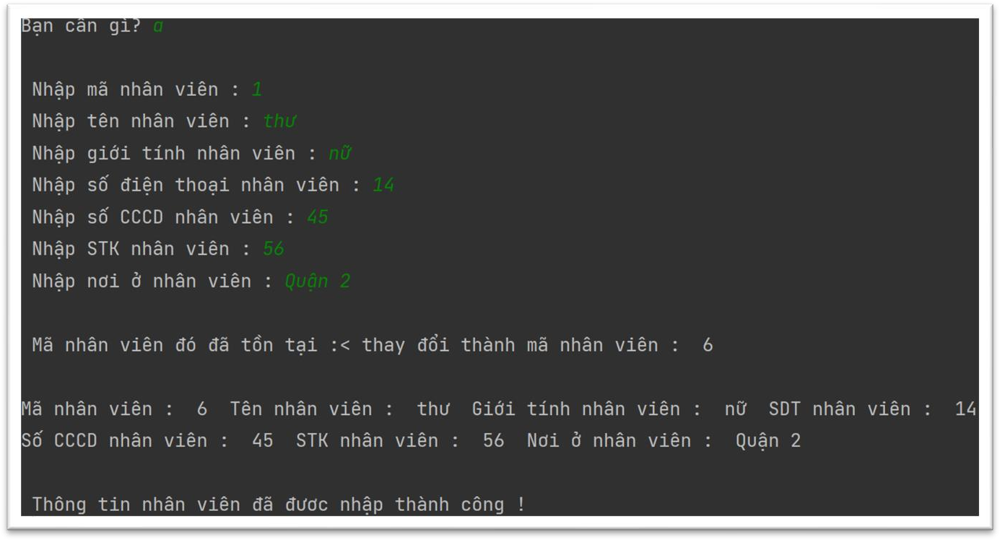 Bạn cần gì? a
Nhập mã nhân viên : 1
Nhập tên nhân viên : thư
Nhập giới tính nhân viên : nữ
Nhập số điện thoại nhân viên : 14
Nhập số CCCD nhân viên : 45
Nhập STK nhân viên : 56
Nhập nơi ở nhân viên : Quận 2
Mã nhân viên đó đã tồn tại :< thay đổi thành mã nhân viên :  6
Mã nhân viên :  6  Tên nhân viên :  thư  Giới tính nhân viên :  nữ  SDT nhân viên :  14
Số CCCD nhân viên :  45  STK nhân viên :  56  Nơi ở nhân viên :  Quận 2
Thông tin nhân viên đã đươc nhập thành công !